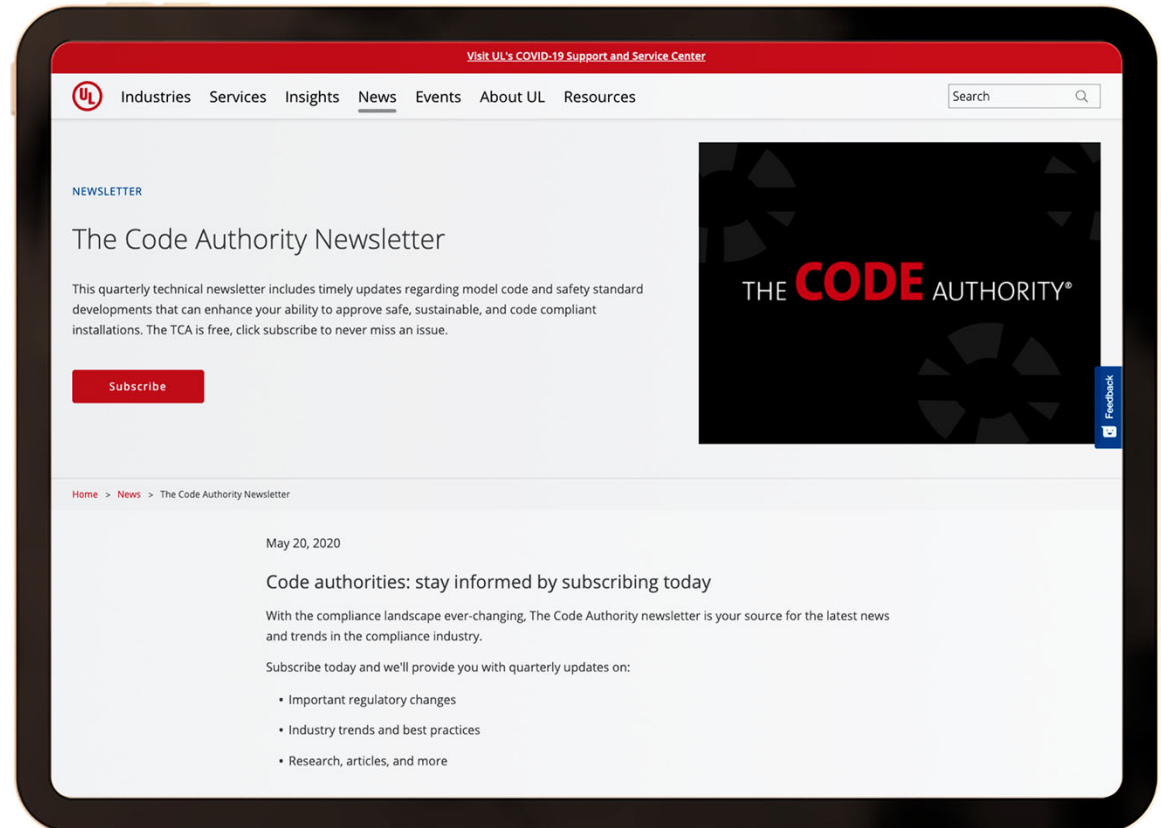 Visit UL's COVID-19 Support and Service Center
UL
Industries Services Insights News Events About UL Resources
Search
NEWSLETTER
The Code Authority Newsletter
This quarterly technical newsletter includes timely updates regarding model code and safety standard
developments that can enhance your ability to approve safe, sustainable, and code compliant
installations. The TCA is free, click subscribe to never miss an issue.
Subscribe
THE CODE AUTHORITY®
Feedback
Home > News > The Code Authority Newsletter
May 20, 2020
Code authorities: stay informed by subscribing today
With the compliance landscape ever-changing, The Code Authority newsletter is your source for the latest news
and trends in the compliance industry.
Subscribe today and we'll provide you with quarterly updates on:
• Important regulatory changes
• Industry trends and best practices
• Research, articles, and more